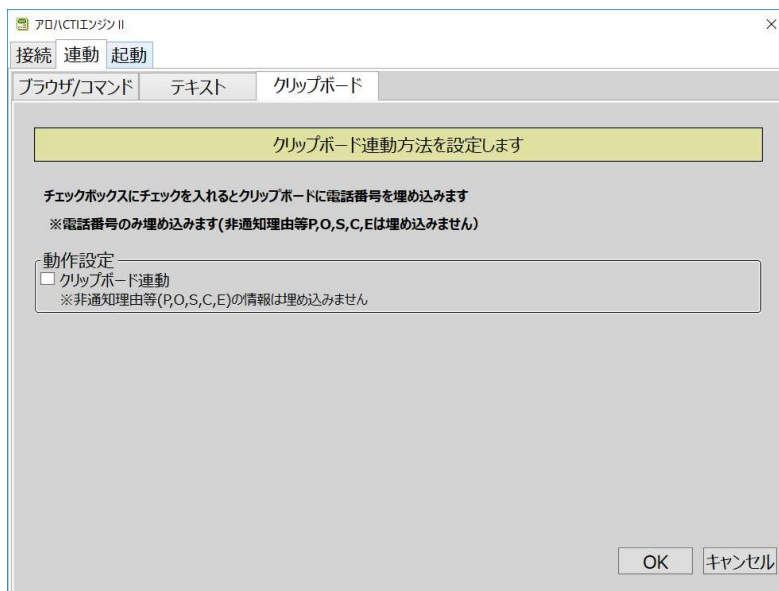 アロハCTIエンジン II
接続 連動 起動
ブラウザ/コマンド テキスト クリップボード
クリップボード連動方法を設定します
チェックボックスにチェックを入れるとクリップボードに電話番号を埋め込みます
※電話番号のみ埋め込みます(非通知理由等P,O,S,C,Eは埋め込みません)
動作設定
クリップボード連動
※非通知理由等(P,O,S,C,E)の情報は埋め込みません
OK キャンセル